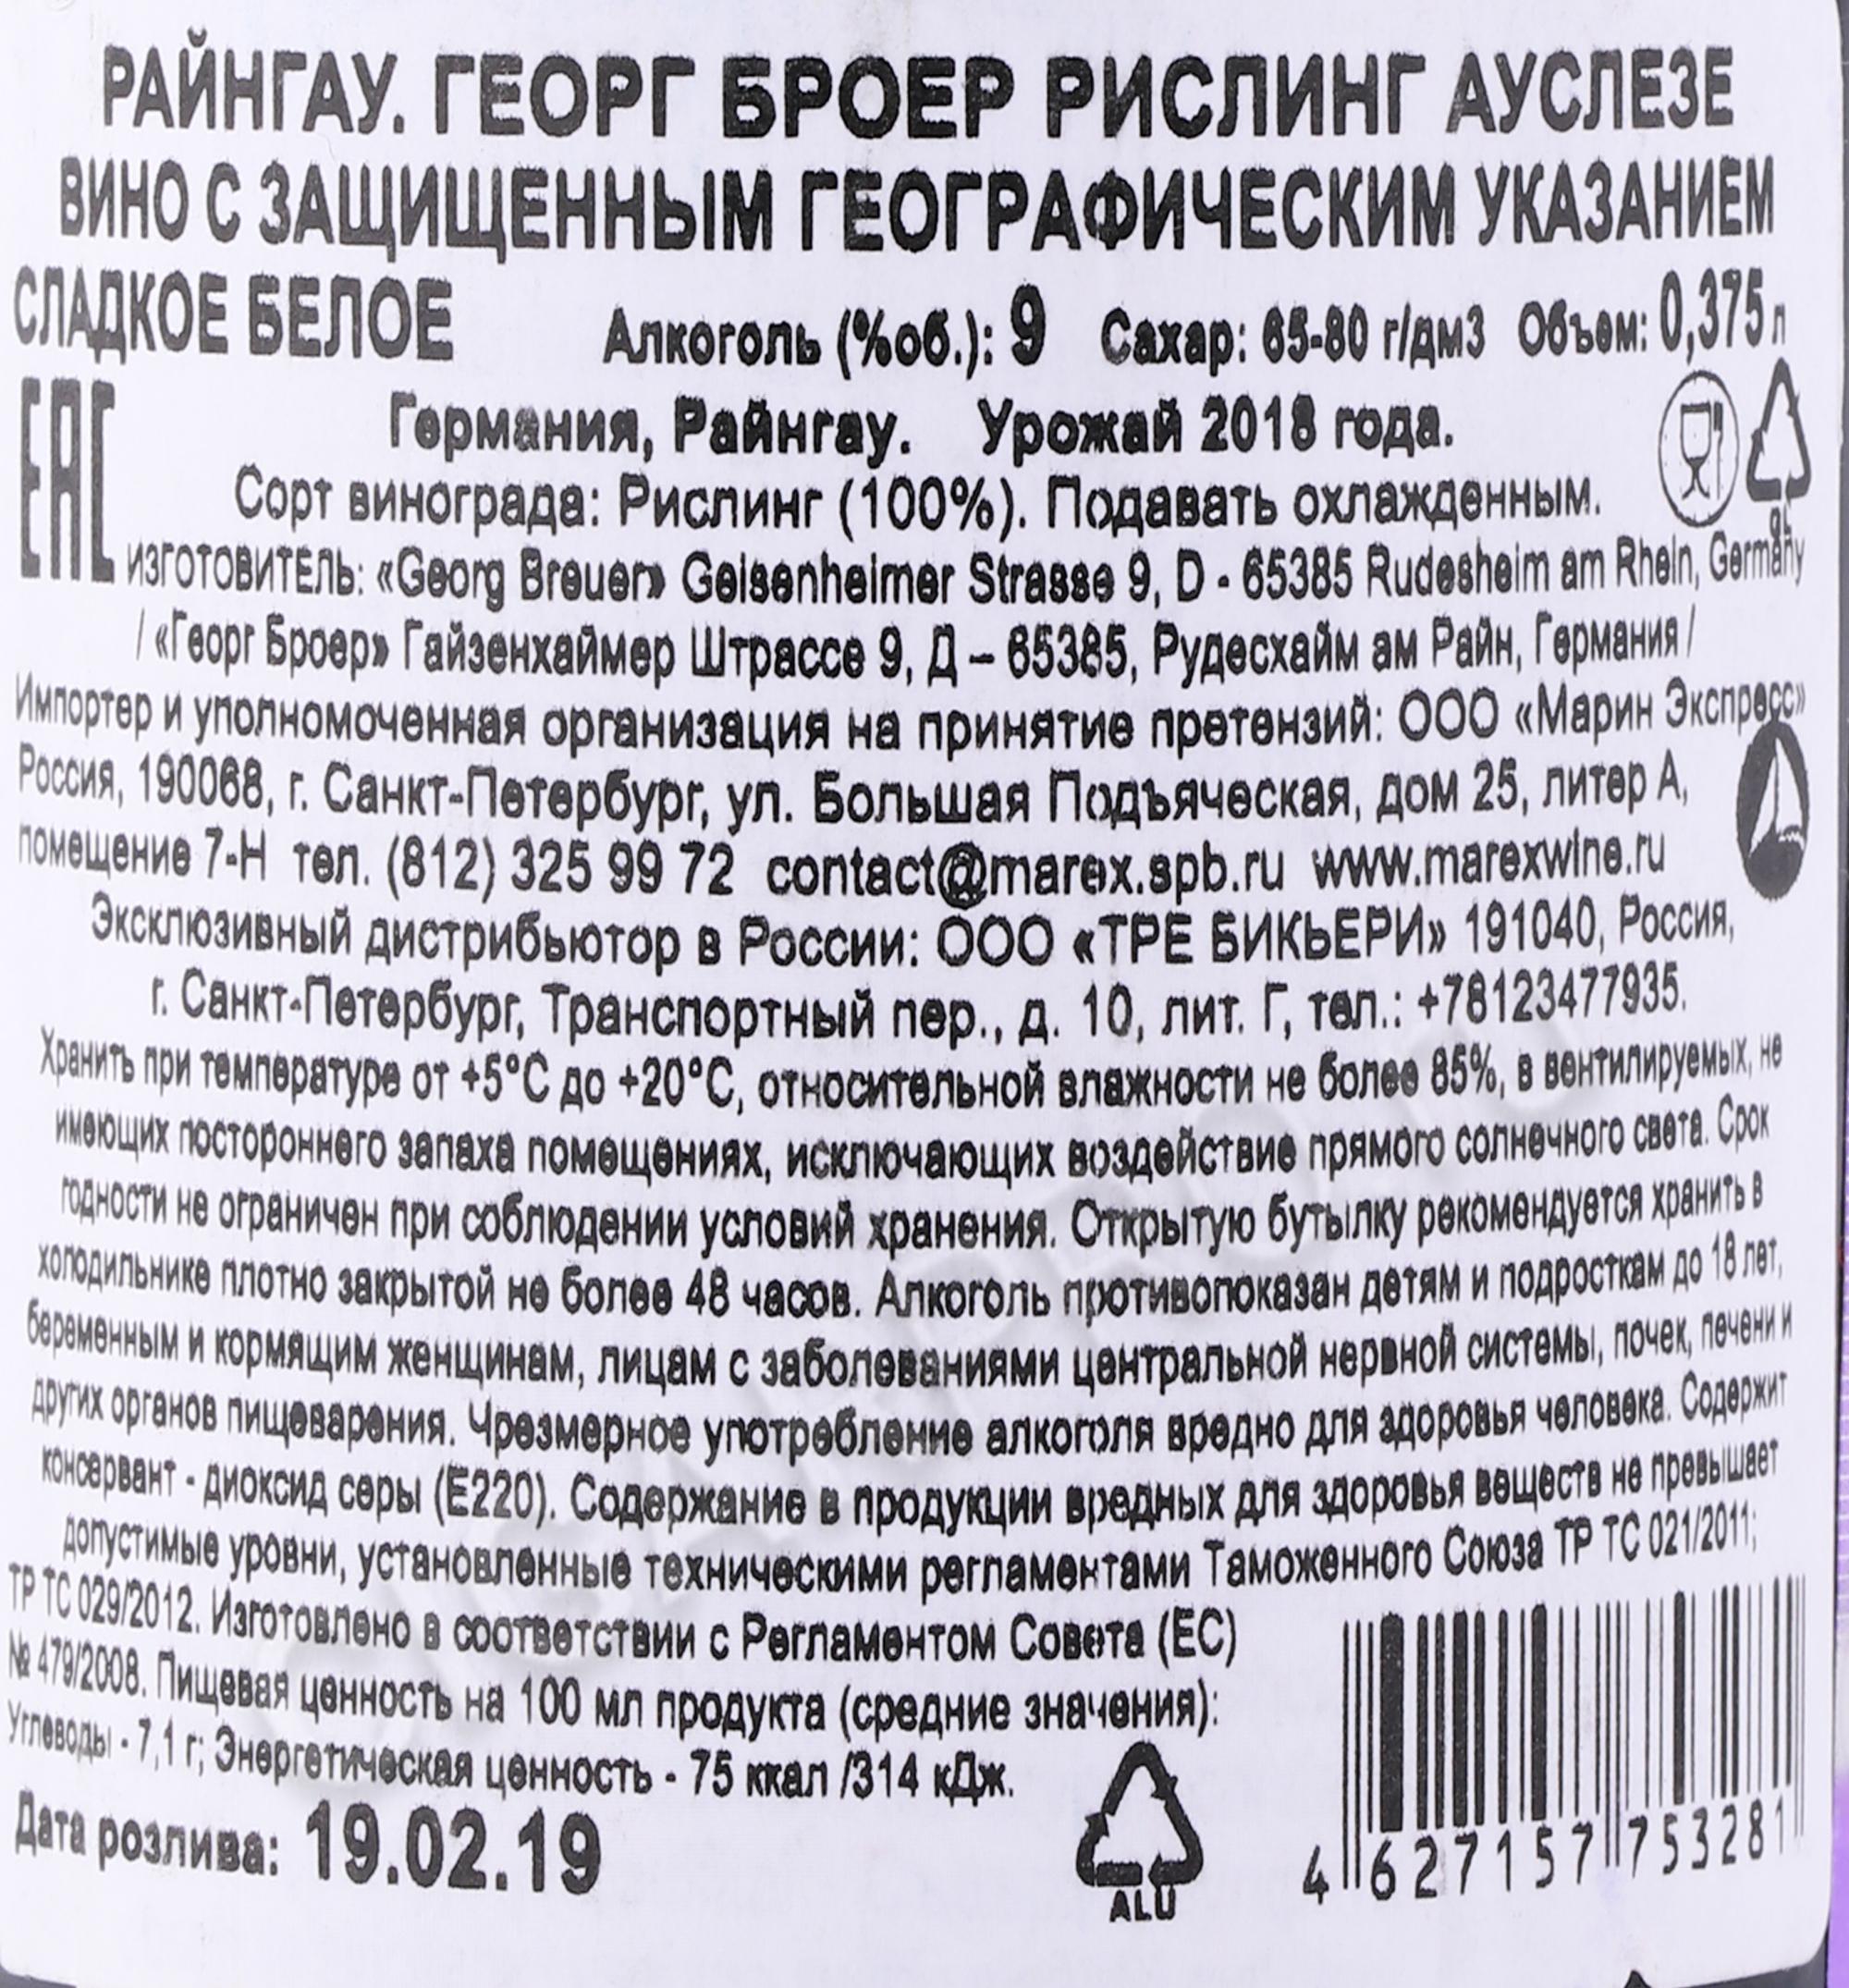 РАЙНГАУ. ГЕОРГ БРОЕР РИСЛИНГ АУСЛЕЗЕ
ВИНО С ЗАЩИЩЕННЫМ ГЕОГРАФИЧЕСКИМ УКАЗАНИЕМ
СЛАДКОЕ БЕЛОЕ Алкоголь (%об.): 9 Сахар: 65-80 г/дм3 Объем: 0,375 л
ЕАС
Германия, Райнгау. Урожай 2018 года.
Сорт винограда: Рислинг (100%). Подавать охлажденным.
GL
изготовитель: «Georg Breuer» Geisenheimer Strasse 9, D - 65385 Rudesheim am Rhein, Germany
/ «Георг Броер» Гайзенхаймер Штрассе 9, Д – 65385, Рудесхайм ам Райн, Германия /
Импортер и уполномоченная организация на принятие претензий: ООО «Марин Экспресс»
Россия, 190068, г. Санкт-Петербург, ул. Большая Подъяческая, дом 25, литер А,
помещение 7-Н тел. (812) 325 99 72 contact@marex.spb.ru www.marexwine.ru
Эксклюзивный дистрибьютор в России: ООО «ТРЕ БИКЬЕРИ» 191040, Россия,
г. Санкт-Петербург, Транспортный пер., д. 10, лит. Г, тел.: +78123477935.
Хранить при температуре от +5°С до +20°С, относительной влажности не более 85%, в вентилируемых, не
имеющих постороннего запаха помещениях, исключающих воздействие прямого солнечного света. Срок
годности не ограничен при соблюдении условий хранения. Открытую бутылку рекомендуется хранить в
холодильнике плотно закрытой не более 48 часов. Алкоголь противопоказан детям и подросткам до 18 лет,
беременным и кормящим женщинам, лицам с заболеваниями центральной нервной системы, почек, печени и
других органов пищеварения. Чрезмерное употребление алкоголя вредно для здоровья человека. Содержит
консервант - диоксид серы (Е220). Содержание в продукции вредных для здоровья веществ не превышает
допустимые уровни, установленные техническими регламентами Таможенного Союза ТР ТС 021/2011;
ТР ТС 029/2012. Изготовлено в соответствии с Регламентом Совета (ЕС)
№ 479/2008. Пищевая ценность на 100 мл продукта (средние значения):
Углеводы - 7,1 г; Энергетическая ценность - 75 ккал /314 кДж.
Дата розлива: 19.02.19
ALU
4 627157 753281